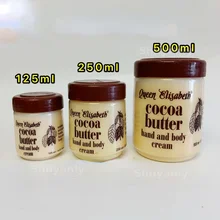 500ml
250ml
125ml
Queen Elisabeth
cocoa
butter
hand and body
cream
Queen Elisabeth
cocoa
butter
hand and body
cream
Queen Elisabeth
cocoa
butter
hand and body
cream